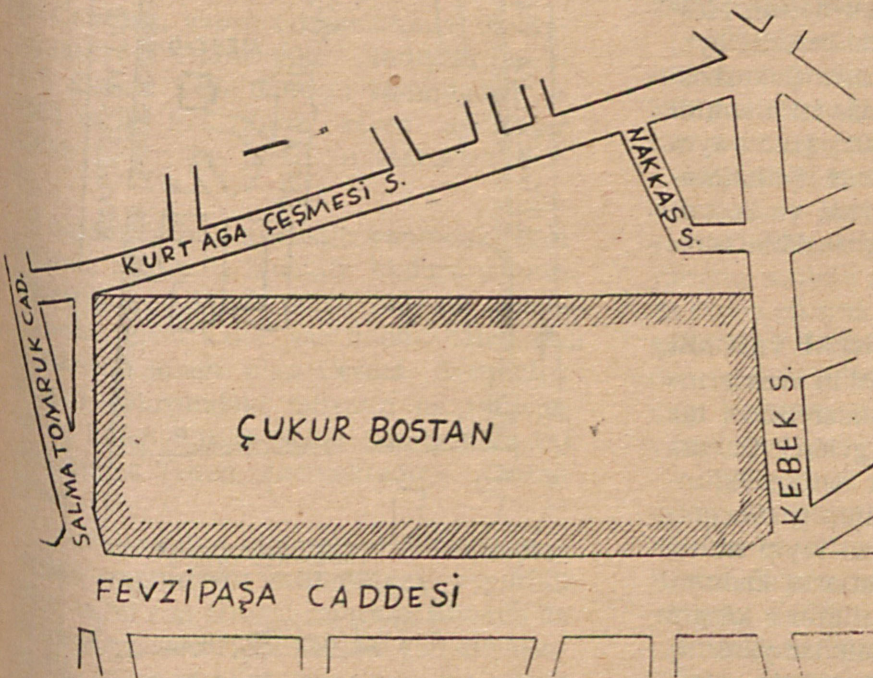 NAKKAŞ S.
KURT AGA ÇEŞMESİ S.
SALMATOMRUK CAD.
ÇUKUR BOSTAN
KEBEK S.
FEVZİPAŞA CADDESİ